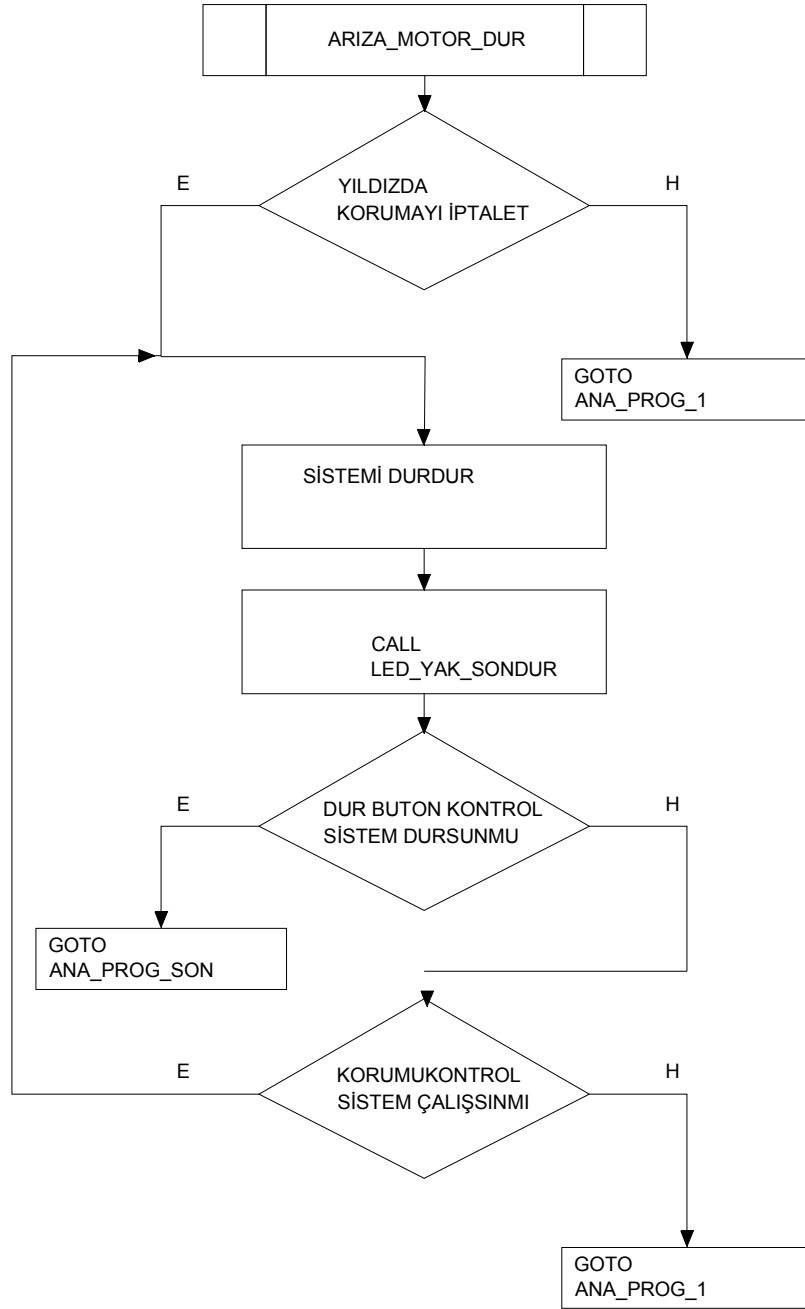 ARIZA_MOTOR_DUR
E
YILDIZDA
KORUMAYI İPTALET
H
GOTO
ANA_PROG_1
SİSTEMİ DURDUR
CALL
LED_YAK_SONDUR
E
DUR BUTON KONTROL
SİSTEM DURSUNMU
H
GOTO
ANA_PROG_SON
E
KORUMUKONTROL
SİSTEM ÇALIŞSINMI
H
GOTO
ANA_PROG_1